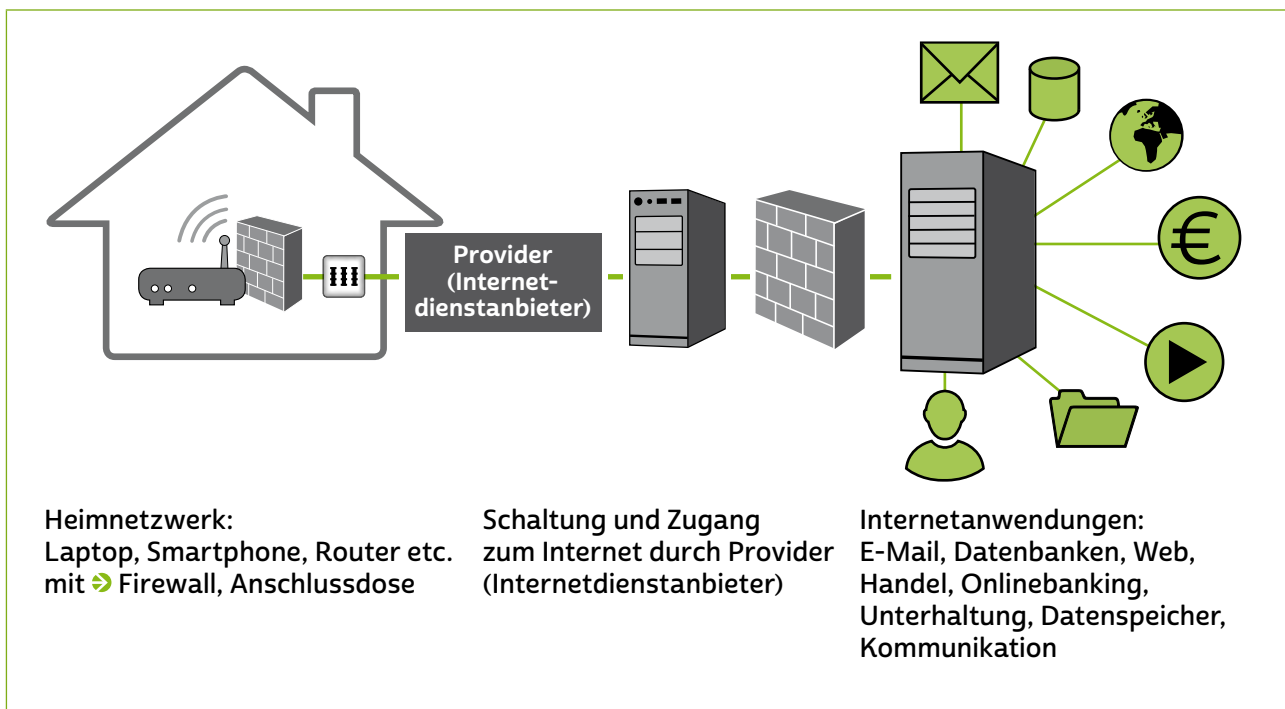 Provider
(Internet-
dienstanbieter)
Heimnetzwerk:
Laptop, Smartphone, Router etc.
mit Firewall, Anschlussdose
Schaltung und Zugang
zum Internet durch Provider
(Internetdienstanbieter)
Internetanwendungen:
E-Mail, Datenbanken, Web,
Handel, Onlinebanking,
Unterhaltung, Datenspeicher,
Kommunikation